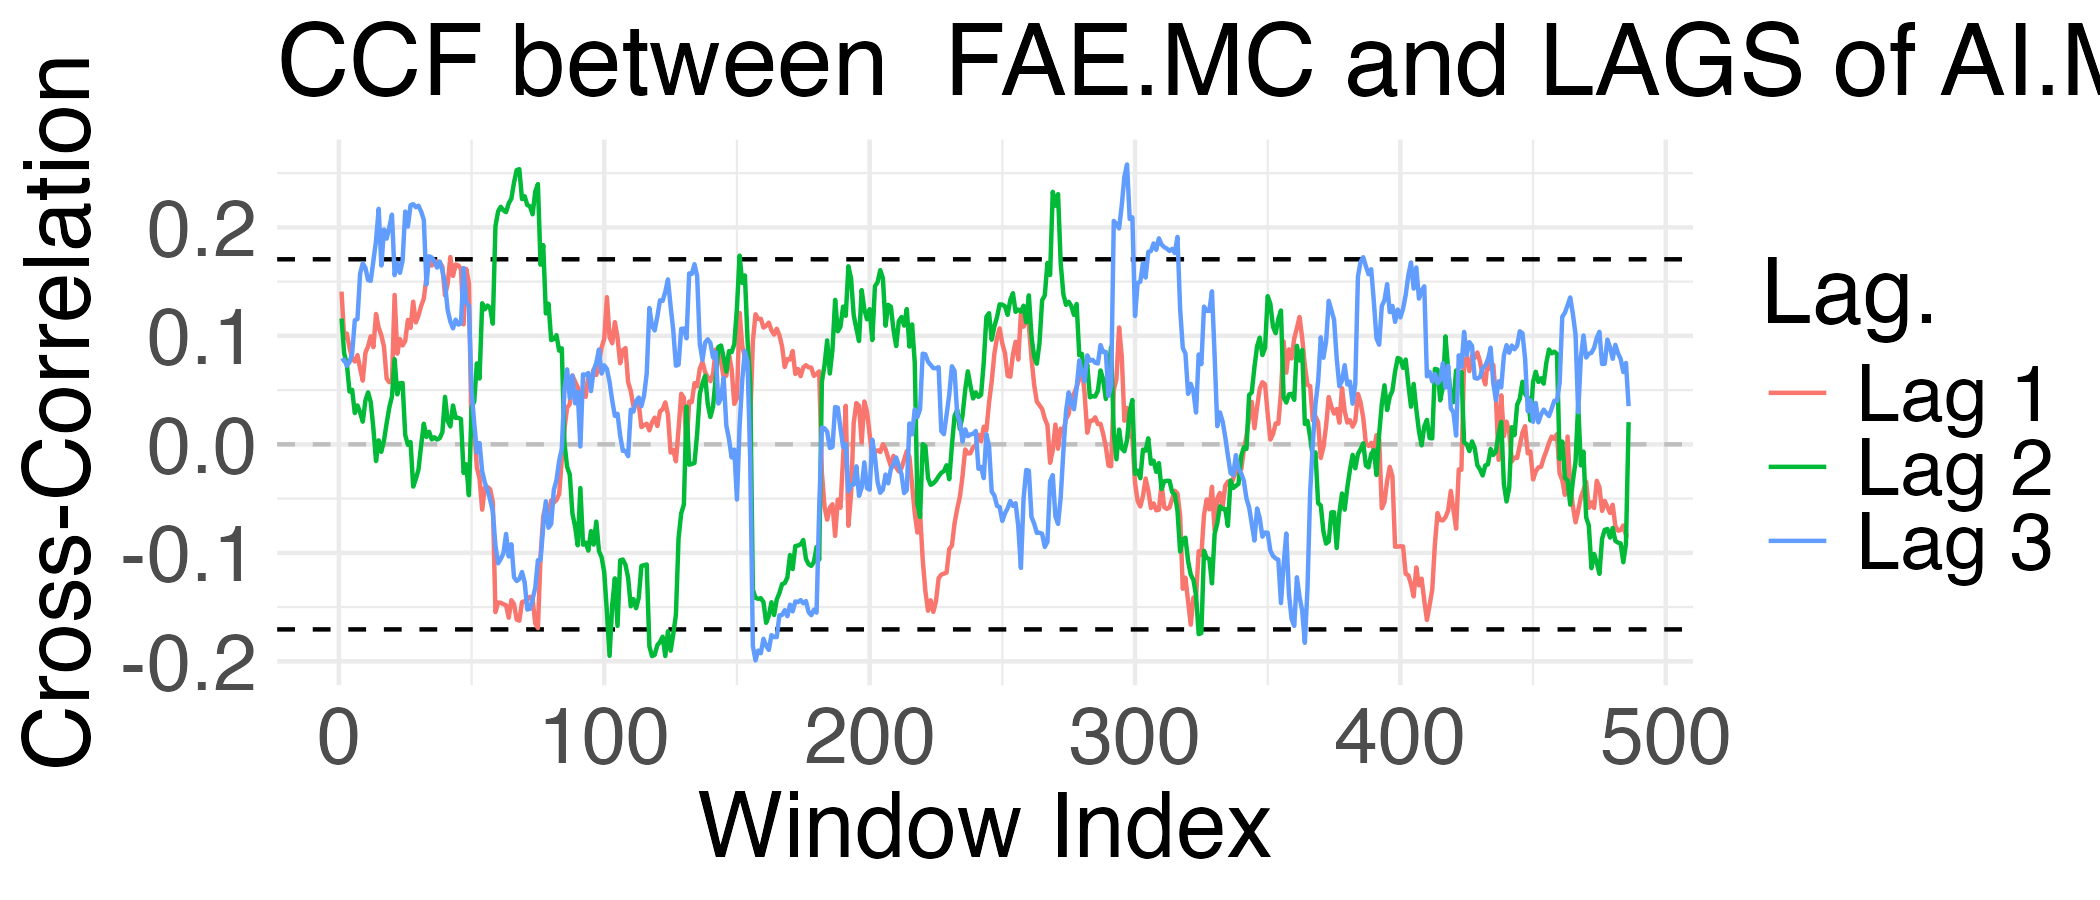 CCF between  FAE.MC and LAGS of AI.M
Cross-Correlation
0.2
0.1
0.0
-0.1
-0.2
0 100 200 300 400 500
Window Index
Lag.
Lag 1
Lag 2
Lag 3